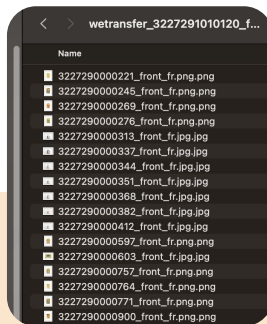 wetransfer_3227291010120_f...
Name
3227290000221_front_fr.png.png
3227290000245_front_fr.png.png
3227290000269_front_fr.png.png
3227290000276_front_fr.png.png
3227290000313_front_fr.jpg.jpg
3227290000337_front_fr.jpg.jpg
3227290000344_front_fr.jpg.jpg
3227290000351_front_fr.jpg.jpg
3227290000368_front_fr.jpg.jpg
3227290000382_front_fr.jpg.jpg
3227290000412_front_fr.jpg.jpg
3227290000597_front_fr.png.png
3227290000603_front_fr.jpg.jpg
3227290000757_front_fr.png.png
3227290000764_front_fr.png.png
3227290000771_front_fr.png.png
3227290000900_front_fr.png.png